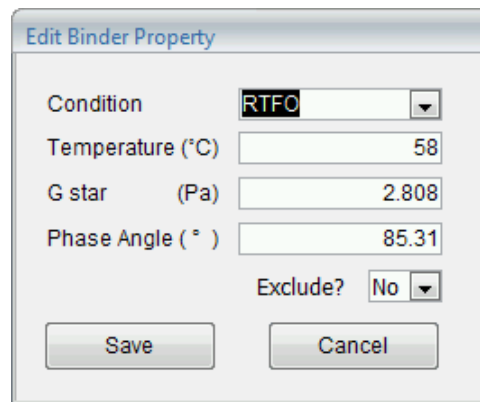 Edit Binder Property
Condition RTFO
Temperature (°C) 58
G star (Pa) 2.808
Phase Angle ( ° ) 85.31
Exclude? No
Save Cancel